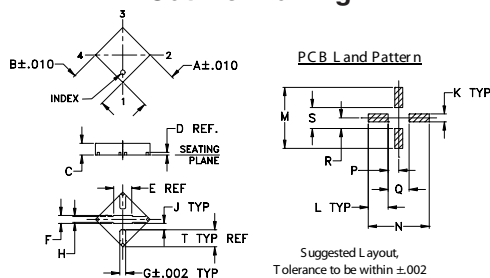 3
4
2
B±.010
A±.010
INDEX
1
D REF.
SEATING
PLANE
C
E REF
J TYP
F
H
T TYP REF
G±.002 TYP
PCB Land Pattern
K TYP
M
S
R
P
Q
L TYP
N
Suggested Layout,
Tolerance to be within ±.002